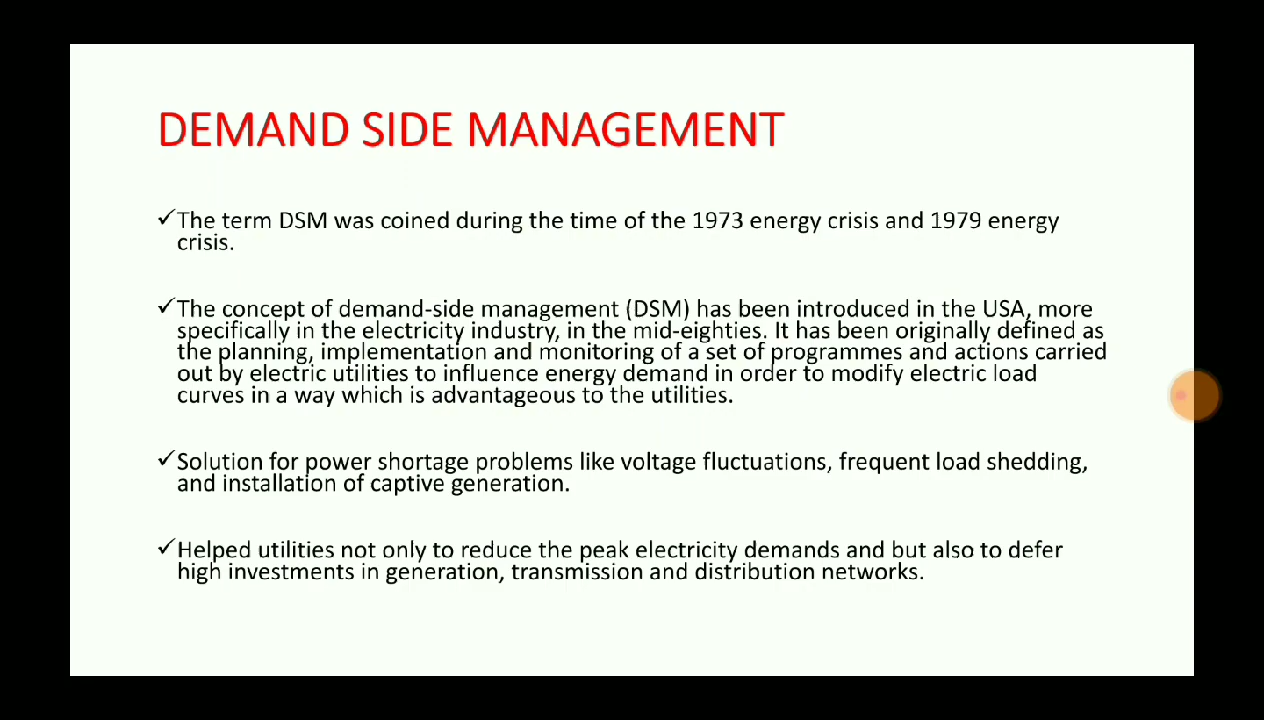 DEMAND SIDE MANAGEMENT
✓The term DSM was coined during the time of the 1973 energy crisis and 1979 energy
crisis.
✓The concept of demand-side management (DSM) has been introduced in the USA, more
specifically in the electricity industry, in the mid-eighties. It has been originally defined as
the planning, implementation and monitoring of a set of programmes and actions carried
out by electric utilities to influence energy demand in order to modify electric load
curves in a way which is advantageous to the utilities.
✓Solution for power shortage problems like voltage fluctuations, frequent load shedding,
and installation of captive generation.
✓Helped utilities not only to reduce the peak electricity demands and but also to defer
high investments in generation, transmission and distribution networks.